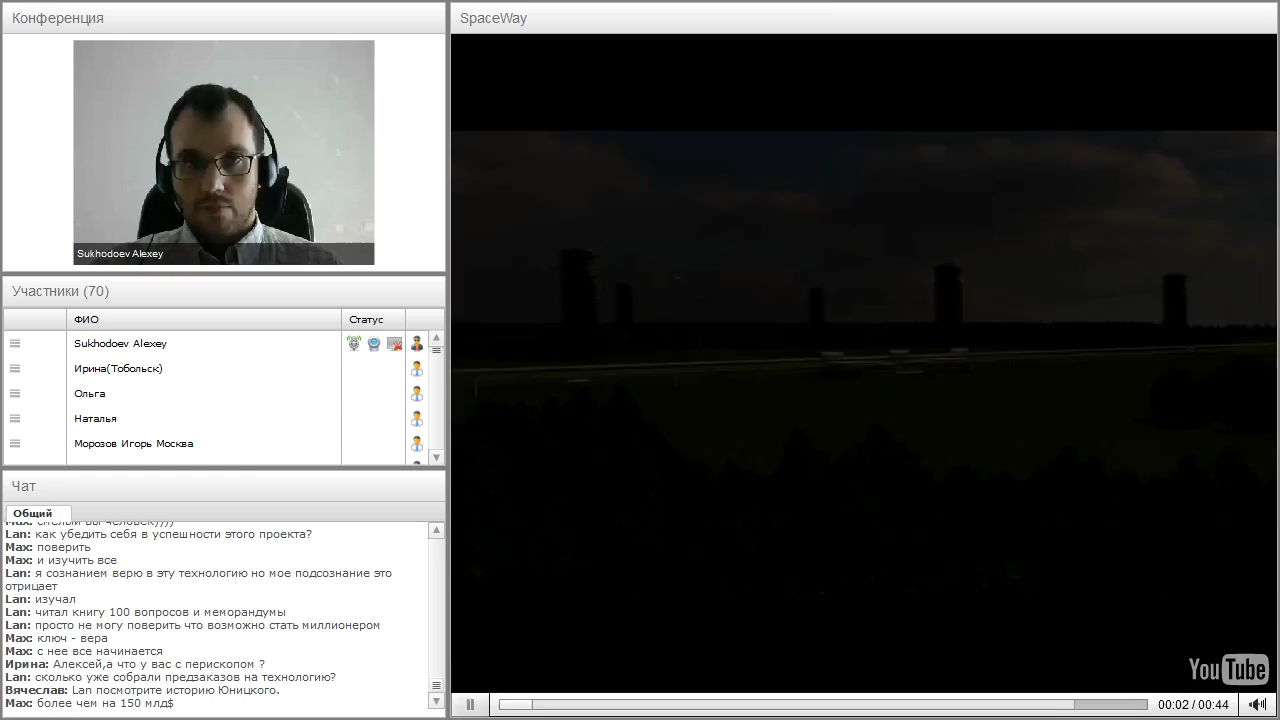 Конференция
Sukhodoev Alexey
Участники (70)
ФИО
Статус
Sukhodoev Alexey
Ирина(Тобольск)
Ольга
Наталья
Морозов Игорь Москва
Чат
Общий
Max: смелый вы человек))))
Lan: как убедить себя в успешности этого проекта?
Max: поверить
Max: и изучить все
Lan: я сознанием верю в эту технологию но мое подсознание это
отрицает
Lan: изучал
Lan: читал книгу 100 вопросов и меморандумы
Lan: просто не могу поверить что возможно стать миллионером
Max: ключ - вера
Max: с нее все начинается
Ирина: Алексей,а что у вас с перископом ?
Lan: сколько уже собрали предзаказов на технологию?
Вячеслав: Lan посмотрите историю Юницкого.
Max: более чем на 150 млд$
SpaceWay
YouTube
00:02 / 00:44